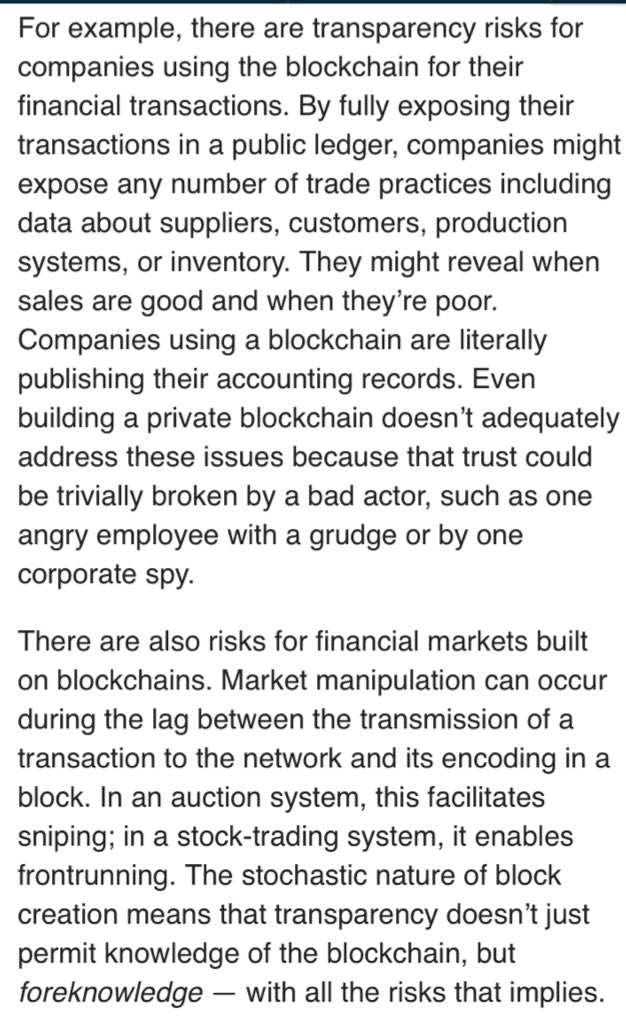 For example, there are transparency risks for
companies using the blockchain for their
financial transactions. By fully exposing their
transactions in a public ledger, companies might
expose any number of trade practices including
data about suppliers, customers, production
systems, or inventory. They might reveal when
sales are good and when they’re poor.
Companies using a blockchain are literally
publishing their accounting records. Even
building a private blockchain doesn’t adequately
address these issues because that trust could
be trivially broken by a bad actor, such as one
angry employee with a grudge or by one
corporate spy.
There are also risks for financial markets built
on blockchains. Market manipulation can occur
during the lag between the transmission of a
transaction to the network and its encoding in a
block. In an auction system, this facilitates
sniping; in a stock-trading system, it enables
frontrunning. The stochastic nature of block
creation means that transparency doesn’t just
permit knowledge of the blockchain, but
foreknowledge — with all the risks that implies.